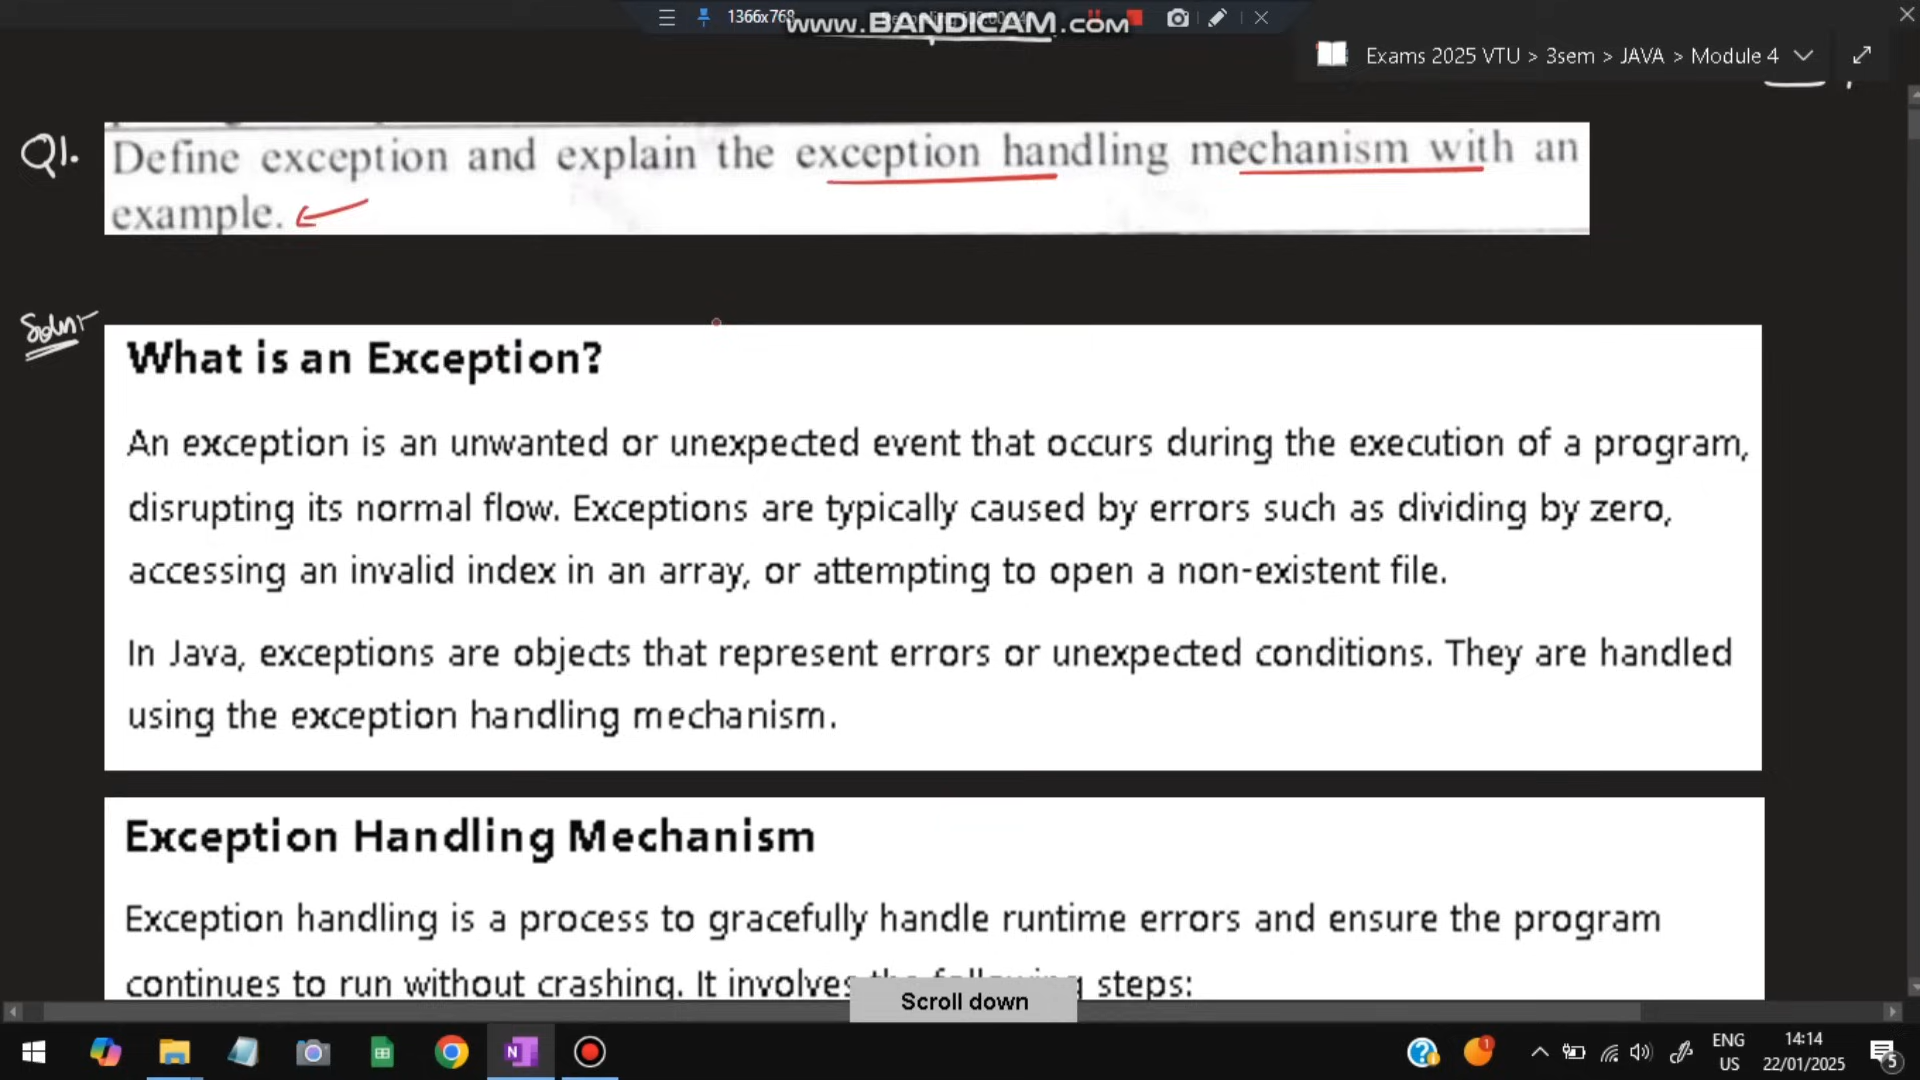 1366x768
www.BANDICAM.com
Exams 2025 VTU > 3sem > JAVA > Module 4
Q1.
Define exception and explain the exception handling mechanism with an
example.
Soln:-
What is an Exception?
An exception is an unwanted or unexpected event that occurs during the execution of a program,
disrupting its normal flow. Exceptions are typically caused by errors such as dividing by zero,
accessing an invalid index in an array, or attempting to open a non-existent file.
In Java, exceptions are objects that represent errors or unexpected conditions. They are handled
using the exception handling mechanism.
Exception Handling Mechanism
Exception handling is a process to gracefully handle runtime errors and ensure the program
continues to run without crashing. It involves the following steps:
Scroll down
N
1
ENG
US
14:14
22/01/2025
5